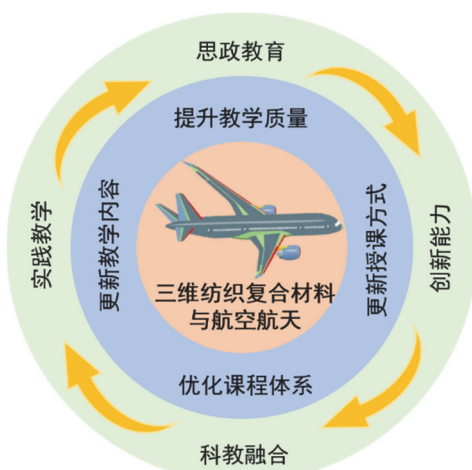 思政教育
提升教学质量
实践教学
更新教学内容
更新授课方式
创新能力
三维纺织复合材料
与航空航天
优化课程体系
科教融合